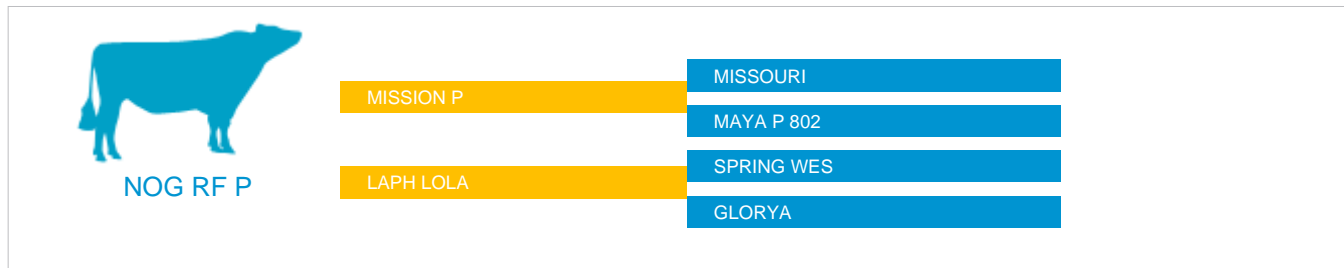 NOG RF P
MISSION P
LAPH LOLA
MISSOURI
MAYA P 802
SPRING WES
GLORYA